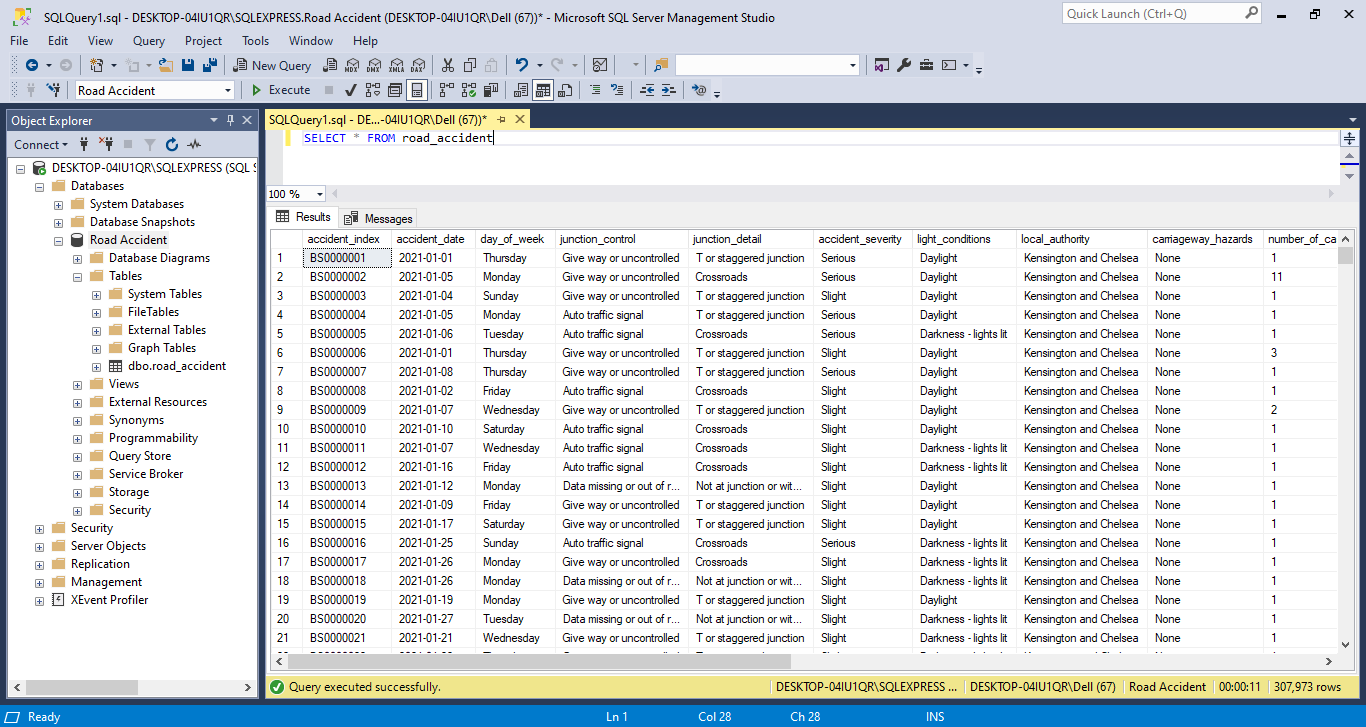 SQLQuery1.sql - DESKTOP-04IU1QR\SQLEXPRESS.Road Accident (DESKTOP-04IU1QR\Dell (67))* - Microsoft SQL Server Management Studio
Quick Launch (Ctrl+Q)
File Edit View Query Project Tools Window Help
New Query MDX DMX XMLA DAX
Road Accident Execute
Object Explorer
SQLQuery1.sql - DE...-04IU1QR\Dell (67))*
Connect
SELECT * FROM road_accident
DESKTOP-04IU1QR\SQLEXPRESS (SQL S
Databases
System Databases
Database Snapshots
Road Accident
Database Diagrams
Tables
System Tables
FileTables
External Tables
Graph Tables
dbo.road_accident
Views
External Resources
Synonyms
Programmability
Query Store
Service Broker
Storage
Security
Security
Server Objects
Replication
Management
XEvent Profiler
100 %
Results Messages
accident_index accident_date day_of_week junction_control junction_detail accident_severity light_conditions local_authority carriageway_hazards number_of_ca
1 BS0000001 2021-01-01 Thursday Give way or uncontrolled T or staggered junction Serious Daylight Kensington and Chelsea None 1
2 BS0000002 2021-01-05 Monday Give way or uncontrolled Crossroads Serious Daylight Kensington and Chelsea None 11
3 BS0000003 2021-01-04 Sunday Give way or uncontrolled T or staggered junction Slight Daylight Kensington and Chelsea None 1
4 BS0000004 2021-01-05 Monday Auto traffic signal T or staggered junction Serious Daylight Kensington and Chelsea None 1
5 BS0000005 2021-01-06 Tuesday Auto traffic signal Crossroads Serious Darkness - lights lit Kensington and Chelsea None 1
6 BS0000006 2021-01-01 Thursday Give way or uncontrolled T or staggered junction Slight Daylight Kensington and Chelsea None 3
7 BS0000007 2021-01-08 Thursday Give way or uncontrolled T or staggered junction Serious Daylight Kensington and Chelsea None 1
8 BS0000008 2021-01-02 Friday Auto traffic signal Crossroads Slight Daylight Kensington and Chelsea None 1
9 BS0000009 2021-01-07 Wednesday Give way or uncontrolled T or staggered junction Slight Daylight Kensington and Chelsea None 2
10 BS0000010 2021-01-10 Saturday Auto traffic signal Crossroads Slight Daylight Kensington and Chelsea None 1
11 BS0000011 2021-01-07 Wednesday Auto traffic signal Crossroads Slight Darkness - lights lit Kensington and Chelsea None 1
12 BS0000012 2021-01-16 Friday Auto traffic signal Crossroads Slight Darkness - lights lit Kensington and Chelsea None 1
13 BS0000013 2021-01-12 Monday Data missing or out of r... Not at junction or wit... Slight Daylight Kensington and Chelsea None 1
14 BS0000014 2021-01-09 Friday Give way or uncontrolled T or staggered junction Slight Daylight Kensington and Chelsea None 1
15 BS0000015 2021-01-17 Saturday Give way or uncontrolled T or staggered junction Slight Daylight Kensington and Chelsea None 1
16 BS0000016 2021-01-25 Sunday Auto traffic signal Crossroads Serious Darkness - lights lit Kensington and Chelsea None 1
17 BS0000017 2021-01-26 Monday Give way or uncontrolled Crossroads Slight Daylight Kensington and Chelsea None 1
18 BS0000018 2021-01-26 Monday Data missing or out of r... Not at junction or wit... Slight Darkness - lights lit Kensington and Chelsea None 1
19 BS0000019 2021-01-19 Monday Give way or uncontrolled T or staggered junction Slight Daylight Kensington and Chelsea None 1
20 BS0000020 2021-01-27 Tuesday Data missing or out of r... Not at junction or wit... Slight Darkness - lights lit Kensington and Chelsea None 1
21 BS0000021 2021-01-21 Wednesday Give way or uncontrolled T or staggered junction Slight Darkness - lights lit Kensington and Chelsea None 1
Query executed successfully. DESKTOP-04IU1QR\SQLEXPRESS ... DESKTOP-04IU1QR\Dell (67) Road Accident 00:00:11 307,973 rows
Ready Ln 1 Col 28 Ch 28 INS